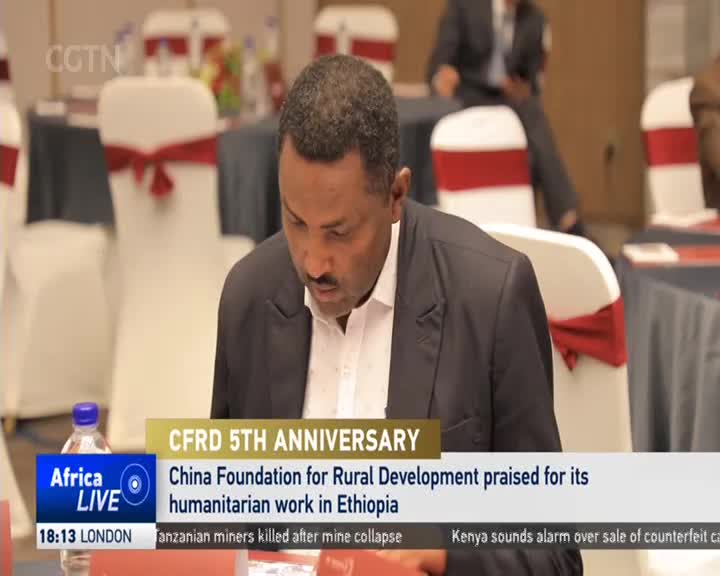 CGTN
CFRD 5TH ANNIVERSARY
China Foundation for Rural Development praised for its
humanitarian work in Ethiopia
Africa
LIVE
18:13 LONDON
Tanzanian miners killed after mine collapse Kenya sounds alarm over sale of counterfeit ca